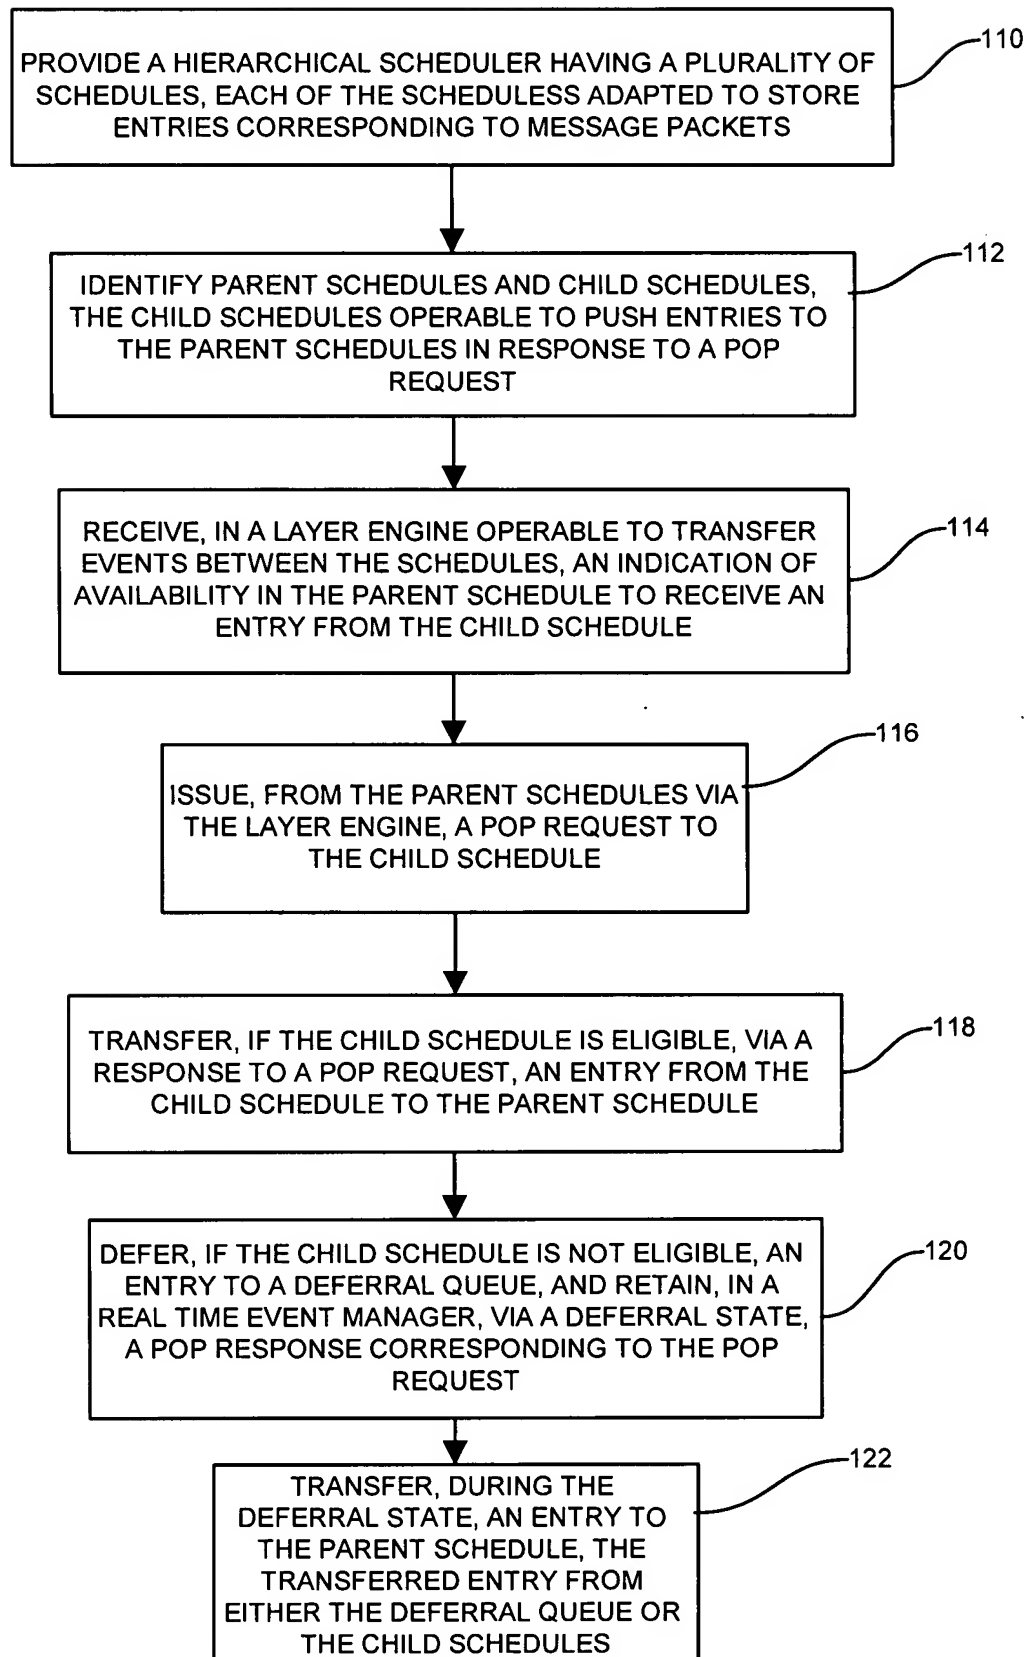 PROVIDE A HIERARCHICAL SCHEDULER HAVING A PLURALITY OF
SCHEDULES, EACH OF THE SCHEDULESS ADAPTED TO STORE
ENTRIES CORRESPONDING TO MESSAGE PACKETS
110
IDENTIFY PARENT SCHEDULES AND CHILD SCHEDULES,
THE CHILD SCHEDULES OPERABLE TO PUSH ENTRIES TO
THE PARENT SCHEDULES IN RESPONSE TO A POP
REQUEST
112
RECEIVE, IN A LAYER ENGINE OPERABLE TO TRANSFER
EVENTS BETWEEN THE SCHEDULES, AN INDICATION OF
AVAILABILITY IN THE PARENT SCHEDULE TO RECEIVE AN
ENTRY FROM THE CHILD SCHEDULE
114
ISSUE, FROM THE PARENT SCHEDULES VIA
THE LAYER ENGINE, A POP REQUEST TO
THE CHILD SCHEDULE
116
TRANSFER, IF THE CHILD SCHEDULE IS ELIGIBLE, VIA A
RESPONSE TO A POP REQUEST, AN ENTRY FROM THE
CHILD SCHEDULE TO THE PARENT SCHEDULE
118
DEFER, IF THE CHILD SCHEDULE IS NOT ELIGIBLE, AN
ENTRY TO A DEFERRAL QUEUE, AND RETAIN, IN A
REAL TIME EVENT MANAGER, VIA A DEFERRAL STATE,
A POP RESPONSE CORRESPONDING TO THE POP
REQUEST
120
TRANSFER, DURING THE
DEFERRAL STATE, AN ENTRY TO
THE PARENT SCHEDULE, THE
TRANSFERRED ENTRY FROM
EITHER THE DEFERRAL QUEUE OR
THE CHILD SCHEDULES
122